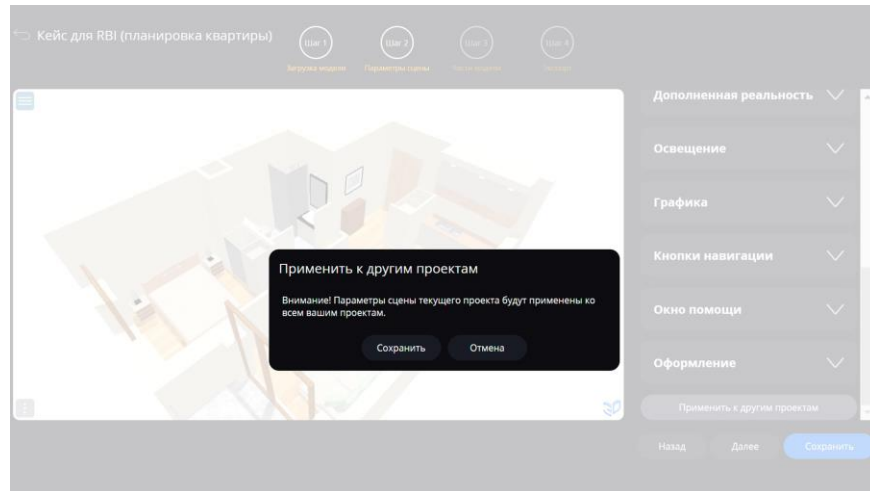 Кейс для RBI (планировка квартиры)
Шаг 1
Шаг 2
Шаг 3
Шаг 4
Загрузка модели
Параметры сцены
Экспорт
Дополненная реальность
Освещение
Графика
Кнопки навигации
Окно помощи
Оформление
Применить к другим проектам
Внимание! Параметры сцены текущего проекта будут применены ко
всем вашим проектам.
Сохранить
Отмена
Применить к другим проектам
Назад
Далее
Сохранить